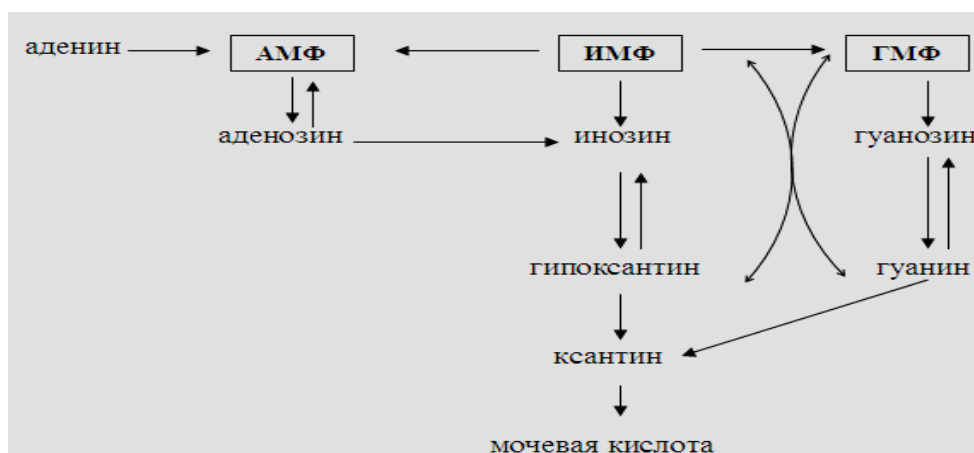 аденин АМФ ИМФ ГМФ
аденозин инозин гуанозин
гипоксантин гуанин
ксантин
мочевая кислота